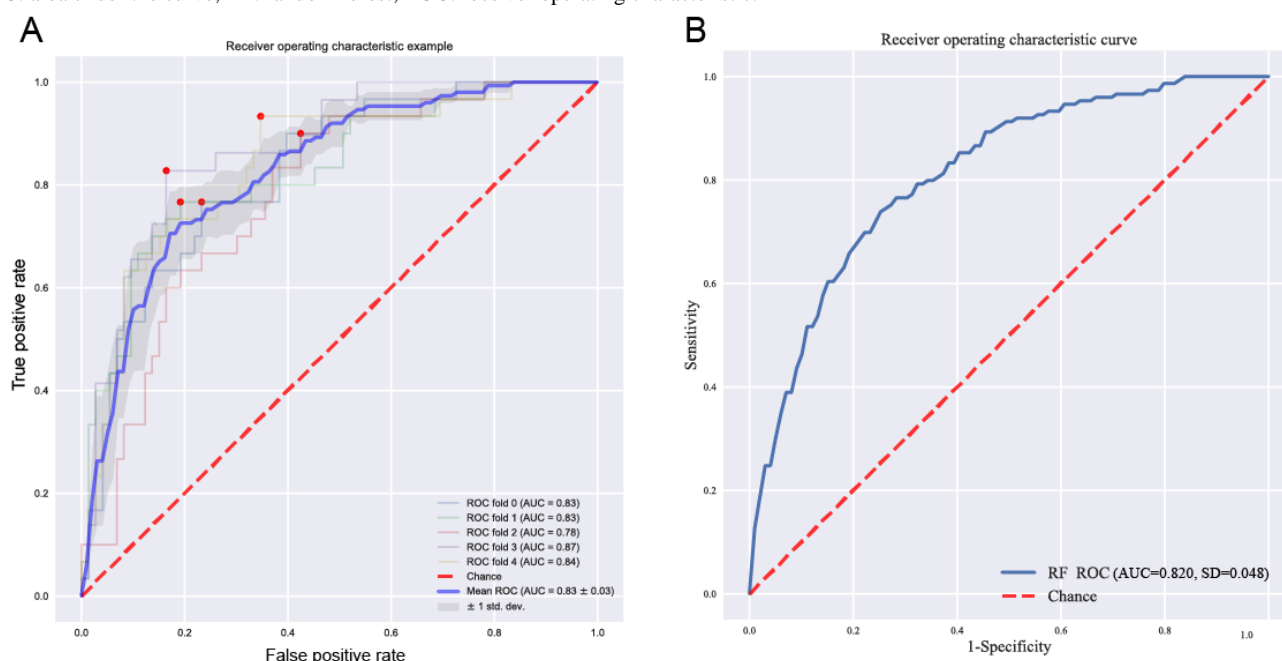 A
Receiver operating characteristic example
1.0
0.8
0.6
0.4
0.2
0.0
True positive rate
ROC fold 0 (AUC = 0.83)
ROC fold 1 (AUC = 0.83)
ROC fold 2 (AUC = 0.78)
ROC fold 3 (AUC = 0.87)
ROC fold 4 (AUC = 0.84)
Chance
Mean ROC (AUC = 0.83 ± 0.03)
± 1 std. dev.
0.0 0.2 0.4 0.6 0.8 1.0
False positive rate
B
Receiver operating characteristic curve
1.0
0.8
0.6
0.4
0.2
0.0
Sensitivity
RF ROC (AUC=0.820, SD=0.048)
Chance
0.0 0.2 0.4 0.6 0.8 1.0
1-Specificity